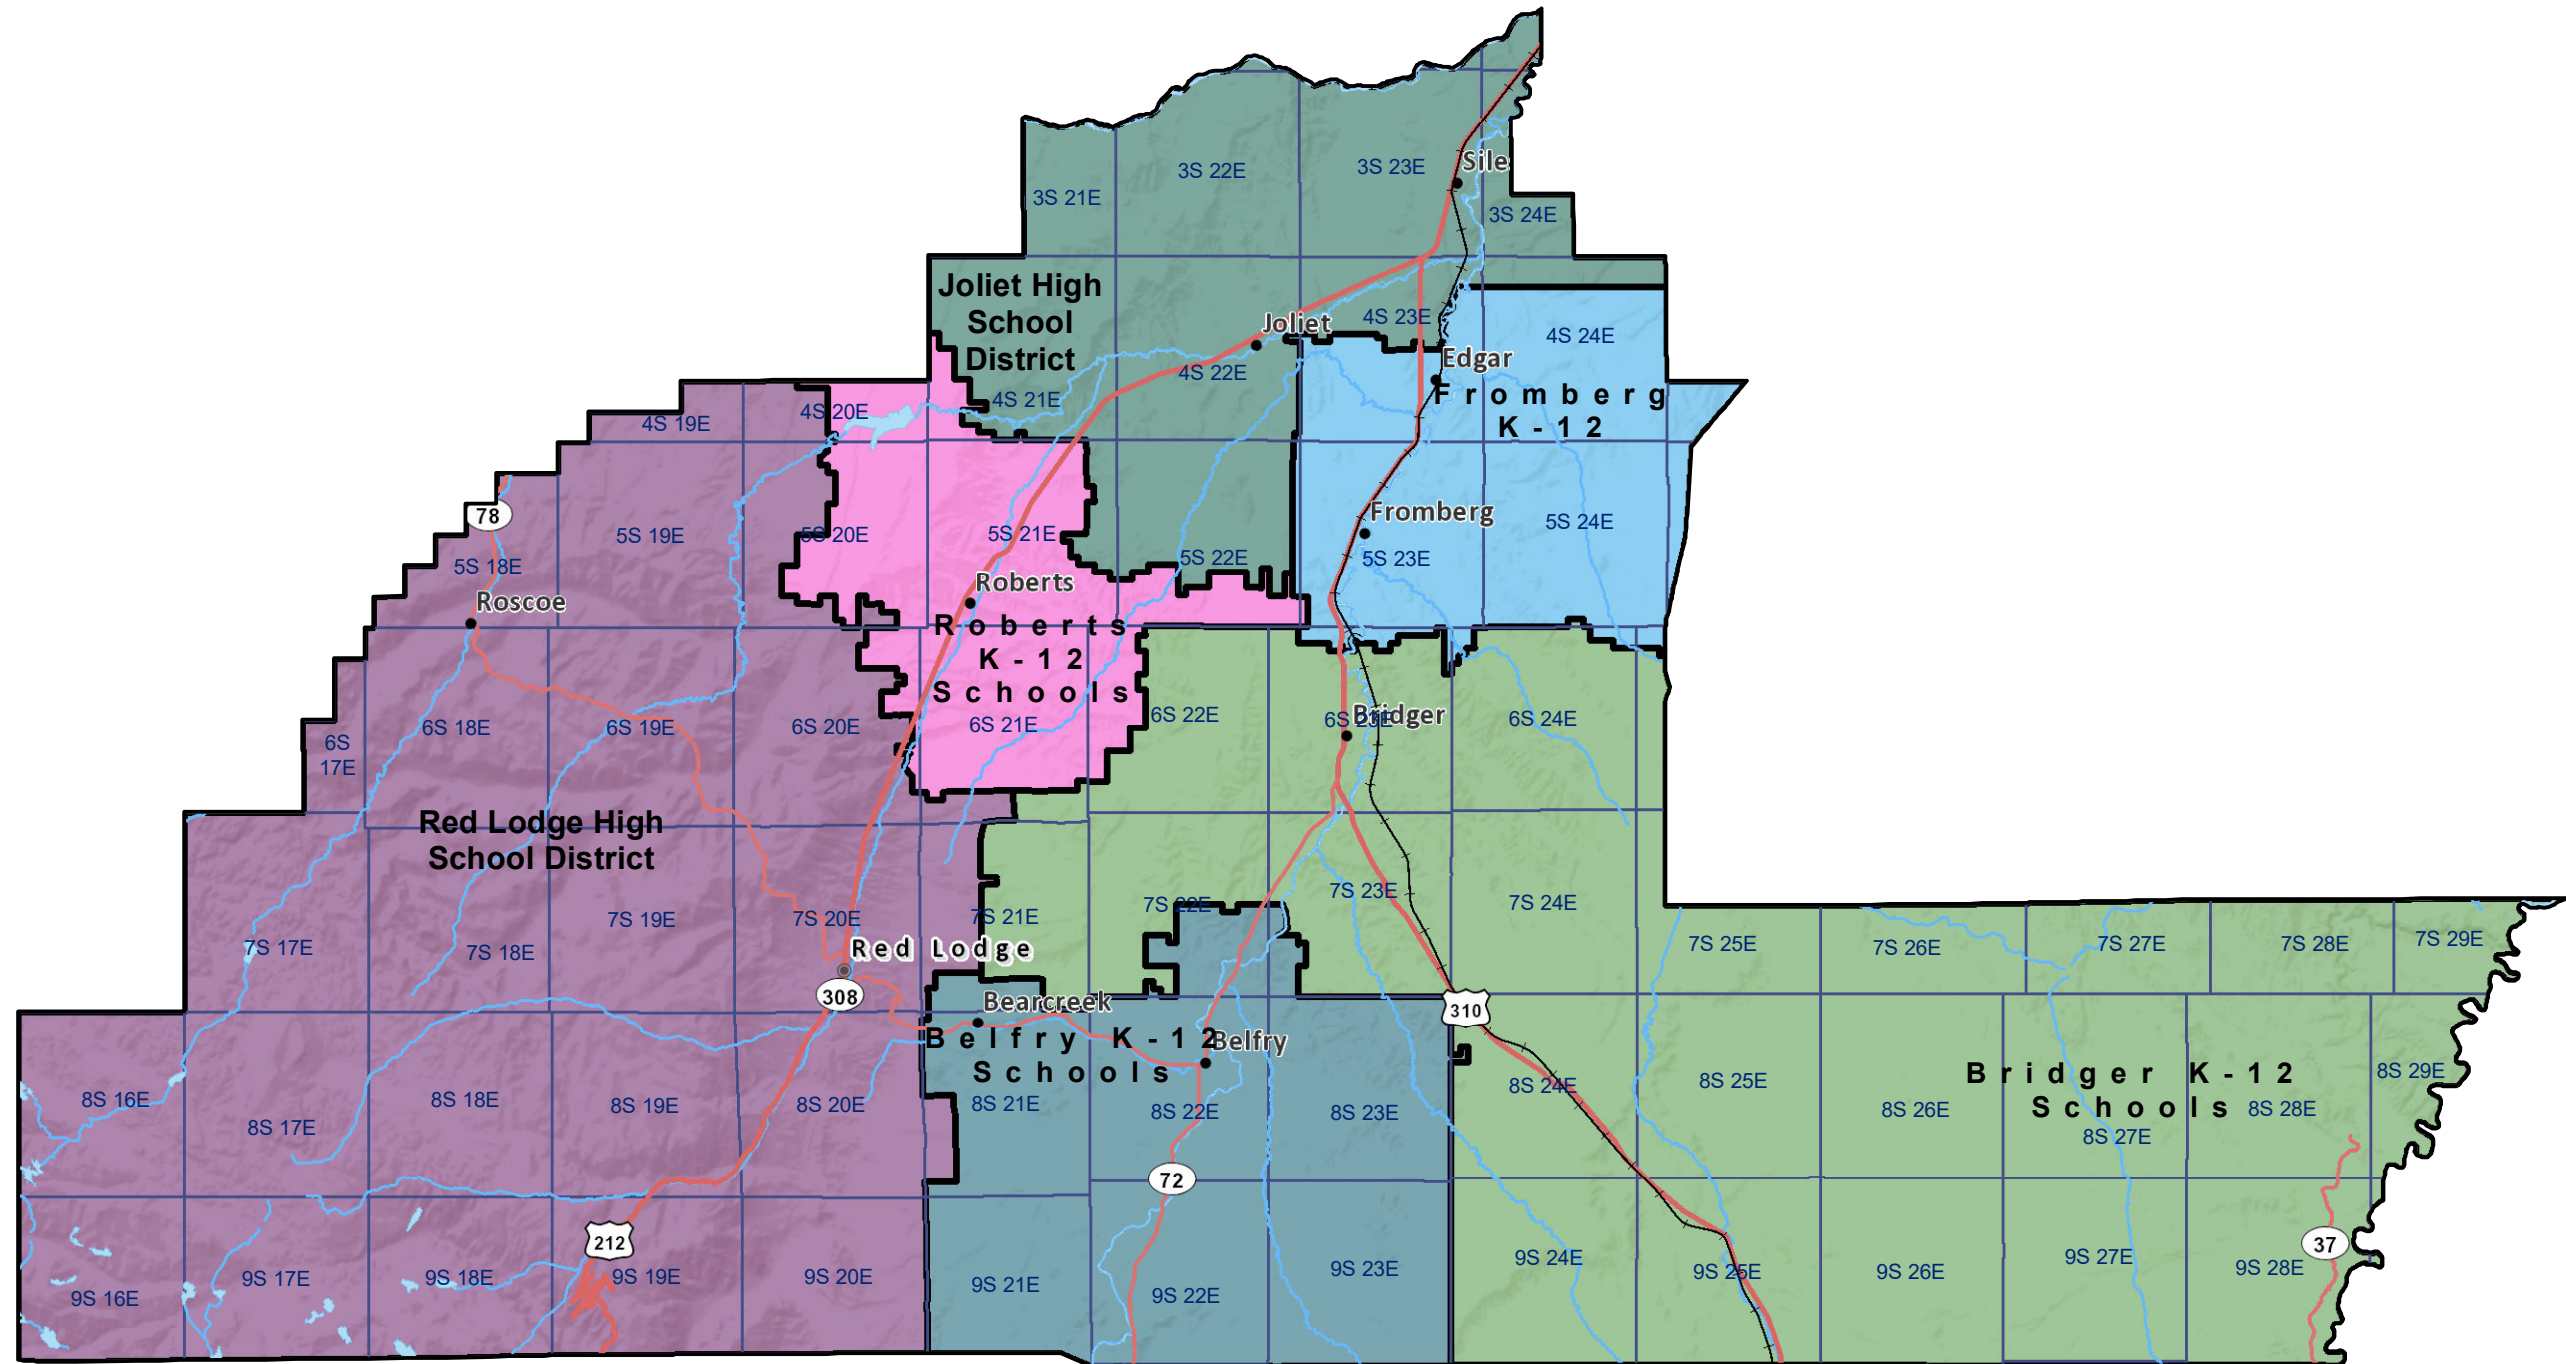 Sile
3S 23E
3S 22E
3S 21E
3S 24E
Joliet High
School
District
4S 23E
Joliet
4S 24E
Edgar
4S 22E
Fromberg
K-12
4S 21E
4S 20E
4S 19E
78
Fromberg
5S 24E
5S 21E
5S 20E
5S 19E
5S 22E
5S 23E
5S 18E
Roberts
Roscoe
Roberts
K-12
Schools
6S 22E
6S 23E
Bridger
6S 24E
6S 21E
6S 20E
6S 19E
6S 18E
6S
17E
Red Lodge High
School District
7S 23E
7S 24E
7S 22E
7S 21E
7S 20E
7S 19E
7S 18E
7S 17E
7S 25E
7S 26E
7S 27E
7S 28E
7S 29E
Red Lodge
308
Bearcreek
310
Belfry K-12
Schools
Belfry
Bridger K-12
Schools
8S 29E
8S 16E
8S 17E
8S 18E
8S 19E
8S 20E
8S 21E
8S 22E
8S 23E
8S 24E
8S 25E
8S 26E
8S 27E
8S 28E
72
212
37
9S 16E
9S 17E
9S 18E
9S 19E
9S 20E
9S 21E
9S 22E
9S 23E
9S 24E
9S 25E
9S 26E
9S 27E
9S 28E